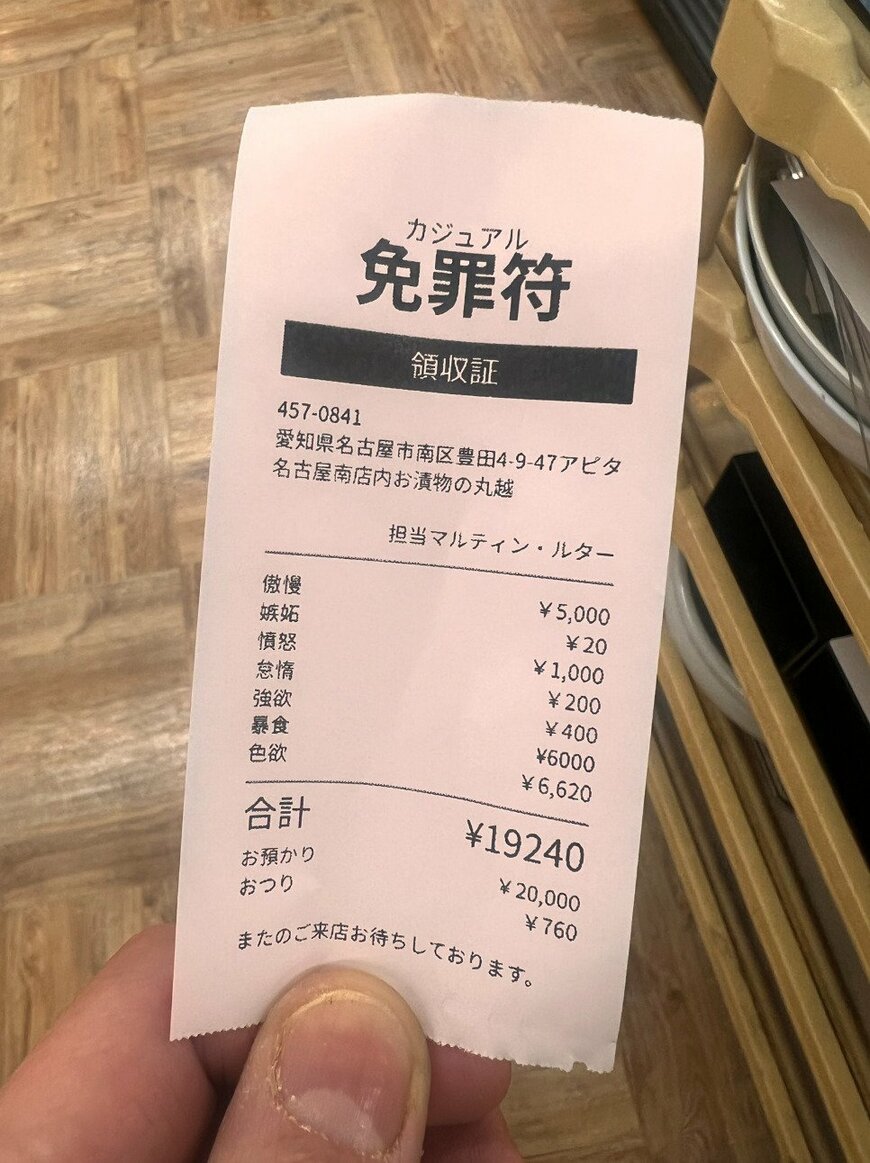 カジュアル
免罪符
領収証
457-0841
愛知県名古屋市南区豊田4-9-47アピタ
名古屋南店内お漬物の丸越
担当マルティン・ルター
傲慢 ¥5,000
嫉妬 ¥20
憤怒 ¥1,000
怠惰 ¥200
強欲 ¥400
暴食 ¥6000
色欲 ¥6,620
合計 ¥19240
お預かり ¥20,000
おつり ¥760
またのご来店お待ちしております。